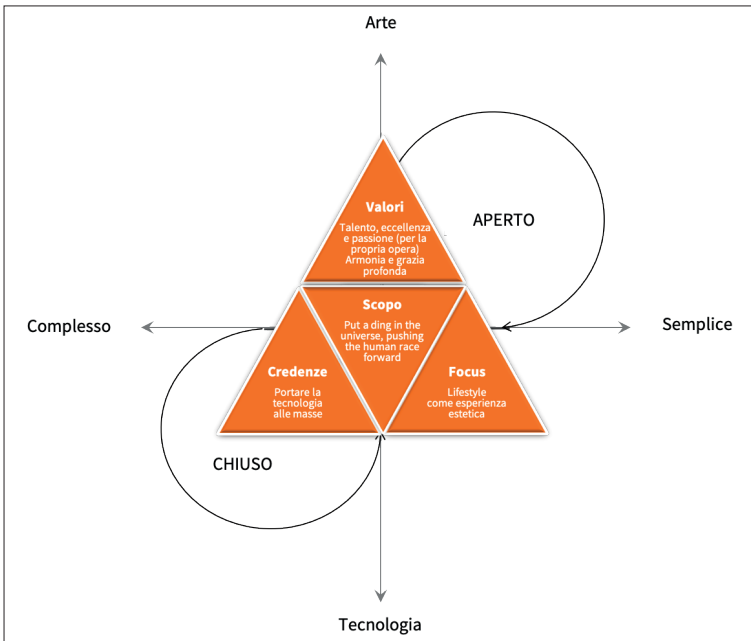 Arte
Valori
Talento, eccellenza
e passione (per la
propria opera)
Armonia e grazia
profonda
APERTO
Complesso
Semplice
Scopo
Put a ding in the
universe, pushing
the human race
forward
Credenze
Portare la
tecnologia
alle masse
Focus
Lifestyle
come esperienza
estetica
CHIUSO
Tecnologia